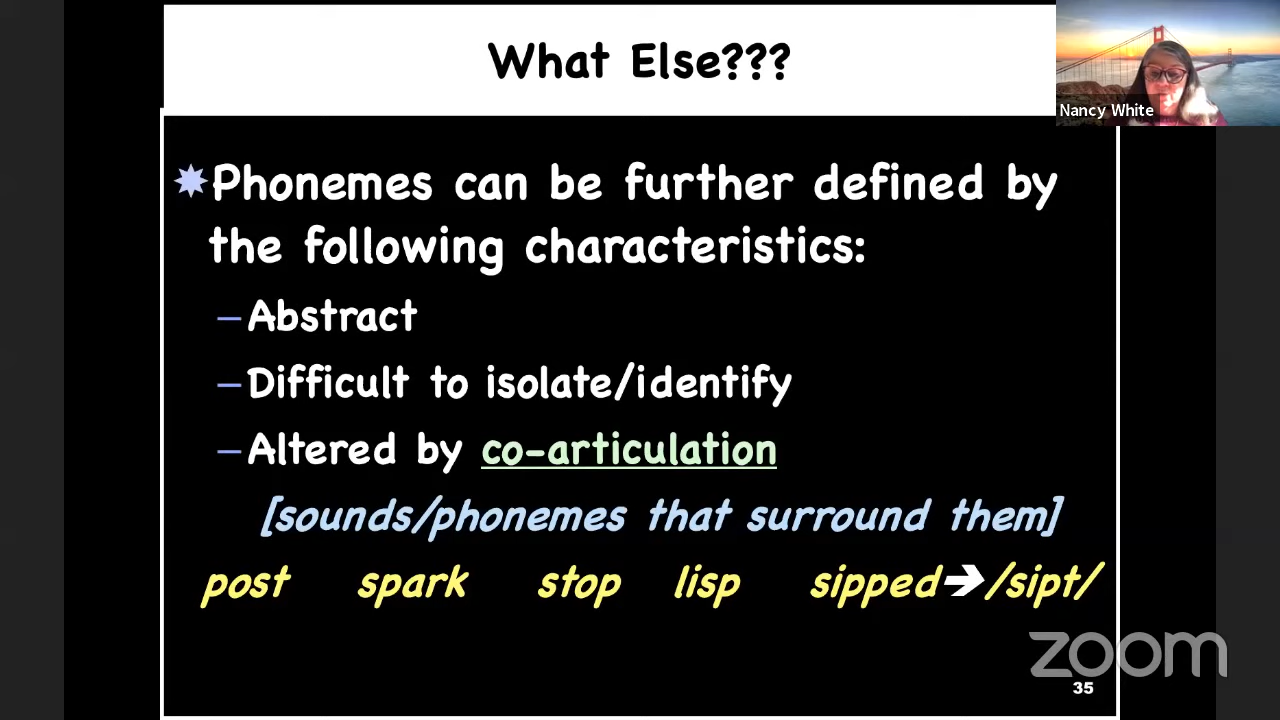 What Else???
Nancy White
Phonemes can be further defined by
the following characteristics:
– Abstract
– Difficult to isolate/identify
– Altered by co-articulation
[sounds/phonemes that surround them]
post spark stop lisp sipped➔/sipt/
zoom
35